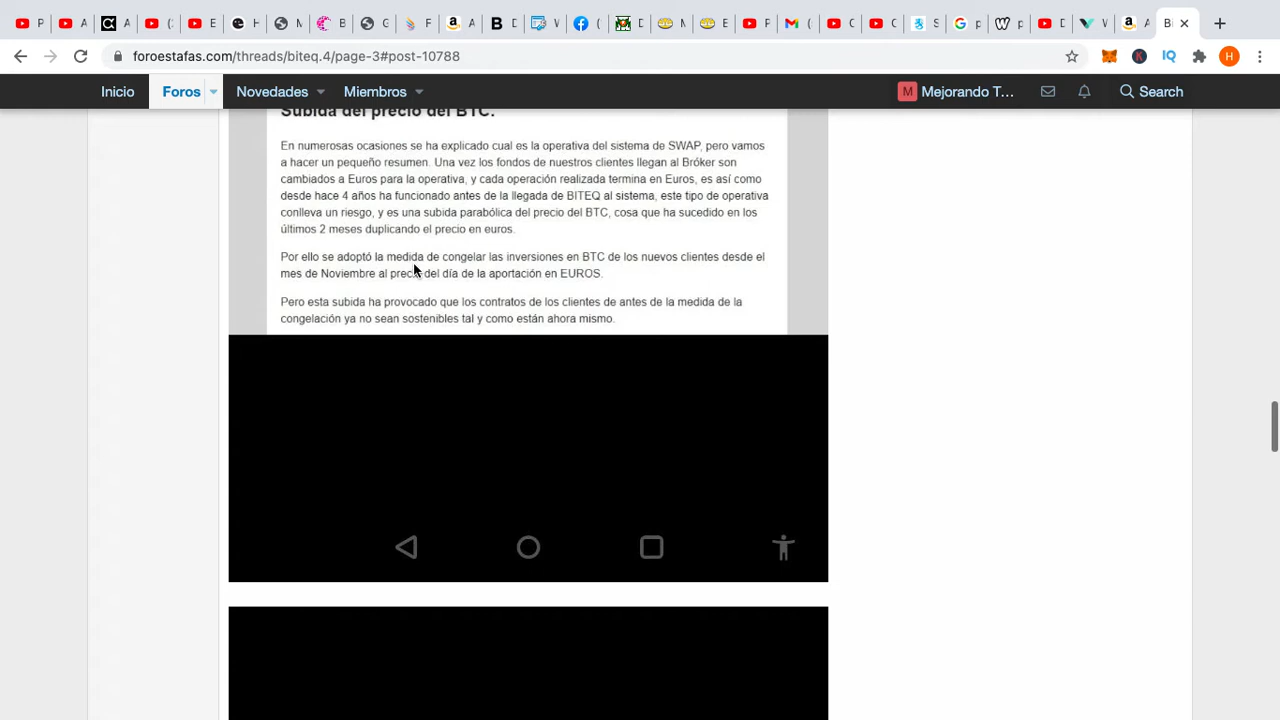 P
A
A
(
E
H
M
B
G
F
A
B
D
W
(
D
M
E
P
(
C
C
S
p
p
D
W
A
B
foroestafas.com/threads/biteq.4/page-3#post-10788
IQ
H
Inicio
Foros
Novedades
Miembros
M
Mejorando T...
Search
Subida del precio del BTC.
En numerosas ocasiones se ha explicado cual es la operativa del sistema de SWAP, pero vamos
a hacer un pequeño resumen. Una vez los fondos de nuestros clientes llegan al Bróker son
cambiados a Euros para la operativa, y cada operación realizada termina en Euros, es así como
desde hace 4 años ha funcionado antes de la llegada de BITEQ al sistema, este tipo de operativa
conlleva un riesgo, y es una subida parabólica del precio del BTC, cosa que ha sucedido en los
últimos 2 meses duplicando el precio en euros.
Por ello se adoptó la medida de congelar las inversiones en BTC de los nuevos clientes desde el
mes de Noviembre al precio del día de la aportación en EUROS.
Pero esta subida ha provocado que los contratos de los clientes de antes de la medida de la
congelación ya no sean sostenibles tal y como están ahora mismo.